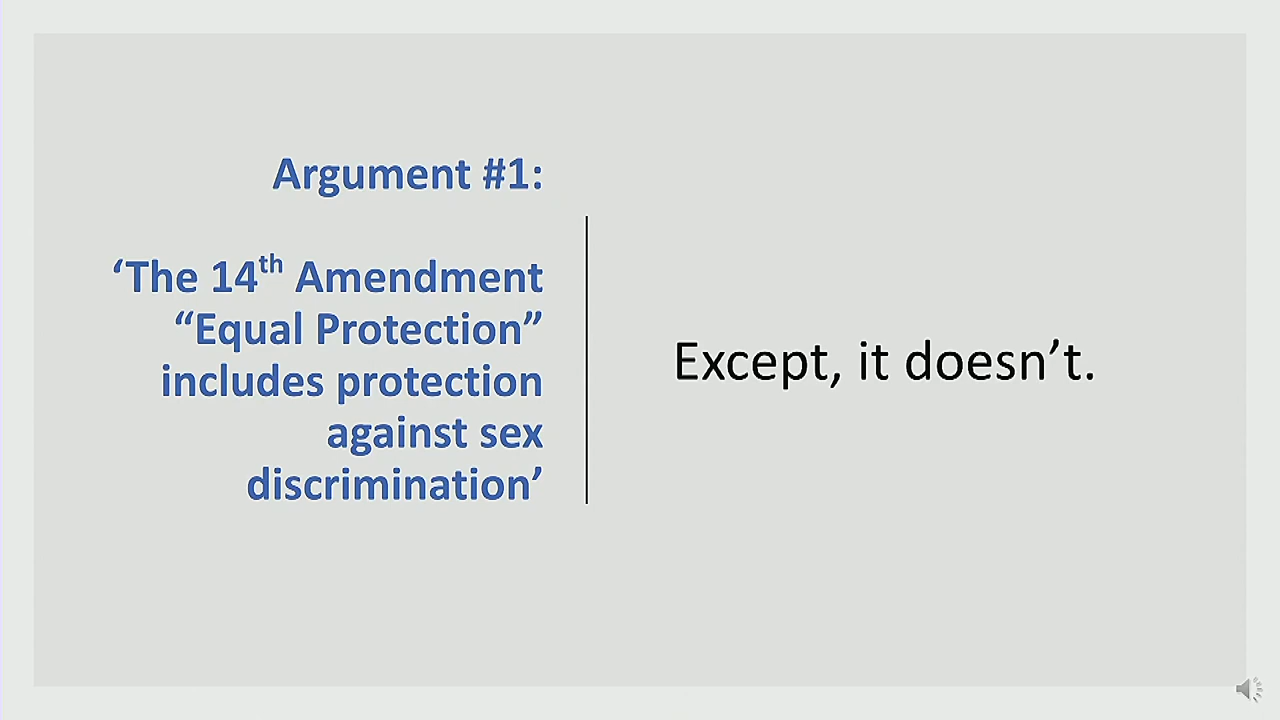 Argument #1:
‘The 14th Amendment
“Equal Protection”
includes protection
against sex
discrimination’
Except, it doesn’t.